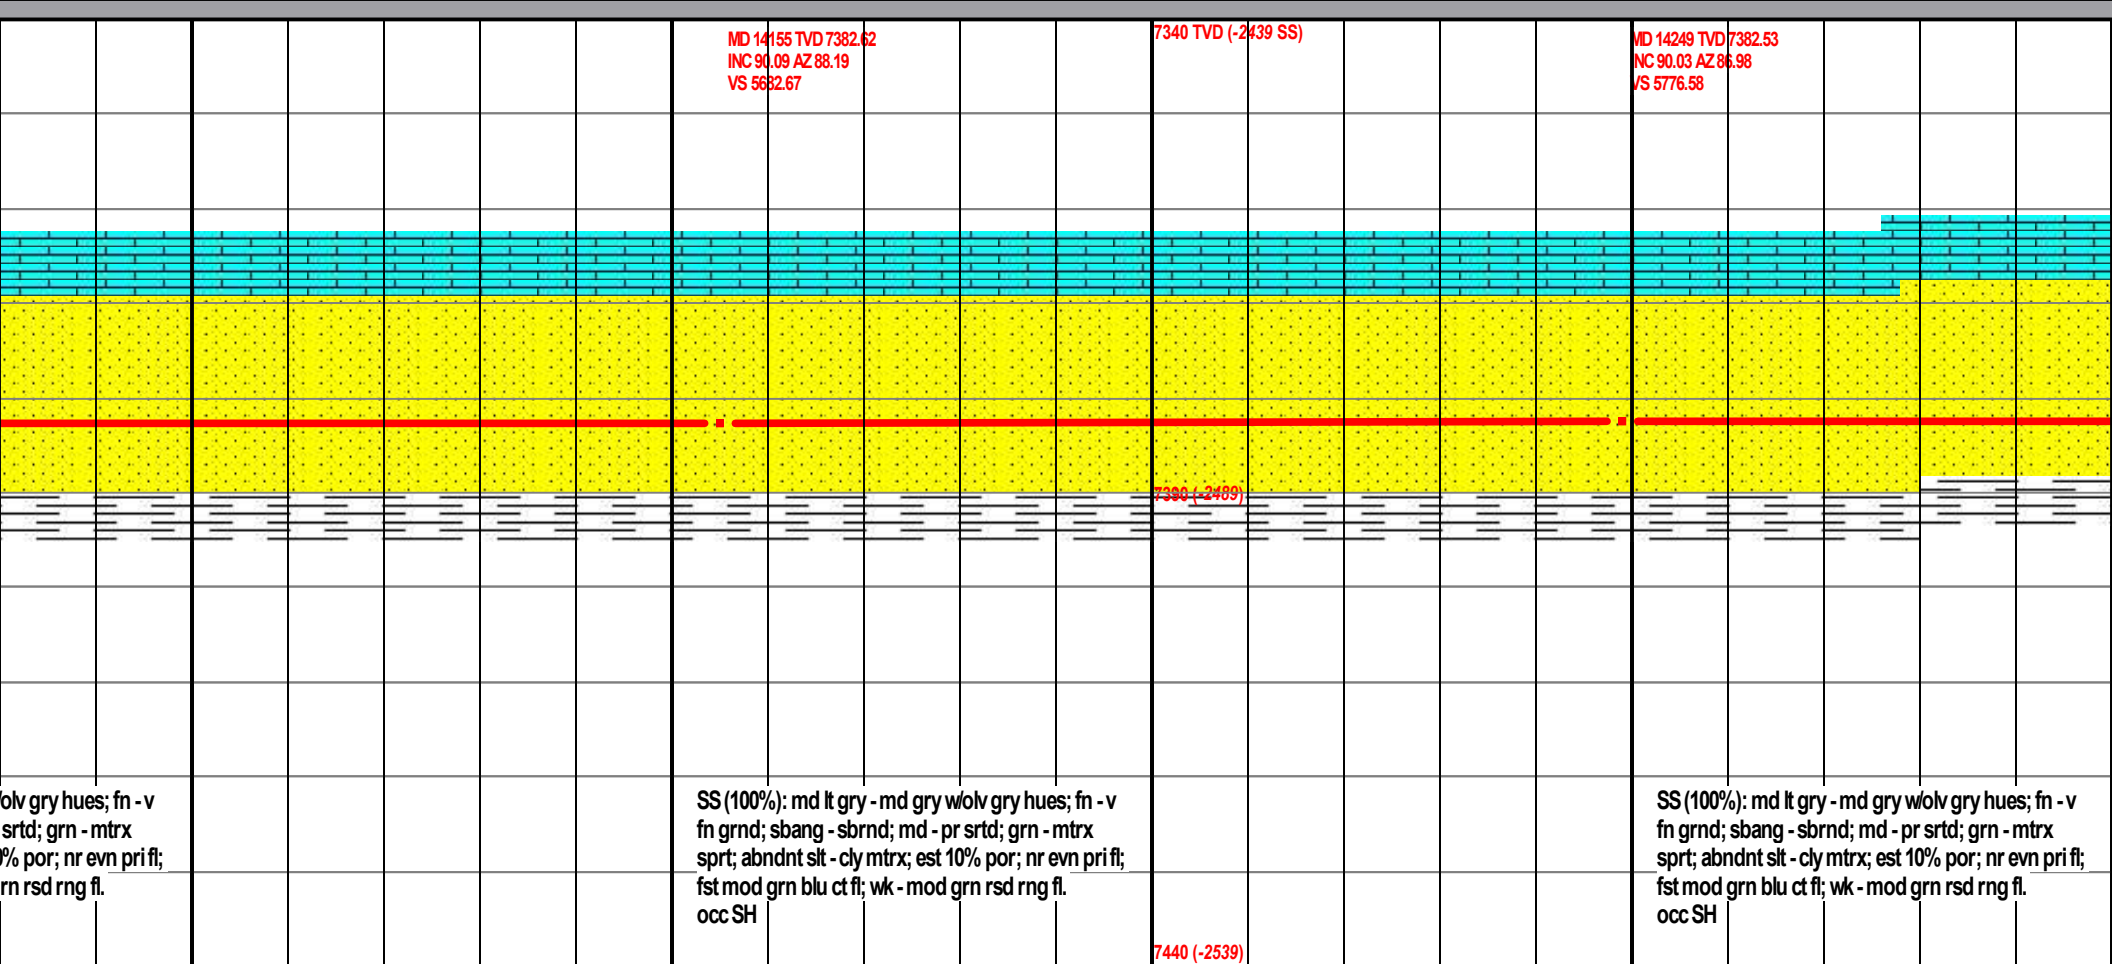 MD 14155 TVD 7382.62
INC 90.09 AZ 88.19
VS 5682.67
7340 TVD (-2439 SS)
MD 14249 TVD 7382.53
INC 90.03 AZ 86.98
VS 5776.58
7390 (-2489)
/olv gry hues; fn - v
srtd; grn - mtrx
% por; nr evn pri fl;
rn rsd rng fl.
SS (100%): md lt gry - md gry w/olv gry hues; fn - v
fn grnd; sbang - sbrnd; md - pr srtd; grn - mtrx
sprt; abndnt slt - cly mtrx; est 10% por; nr evn pri fl;
fst mod grn blu ct fl; wk - mod grn rsd rng fl.
occ SH
SS (100%): md lt gry - md gry w/olv gry hues; fn - v
fn grnd; sbang - sbrnd; md - pr srtd; grn - mtrx
sprt; abndnt slt - cly mtrx; est 10% por; nr evn pri fl;
fst mod grn blu ct fl; wk - mod grn rsd rng fl.
occ SH
7440 (-2539)